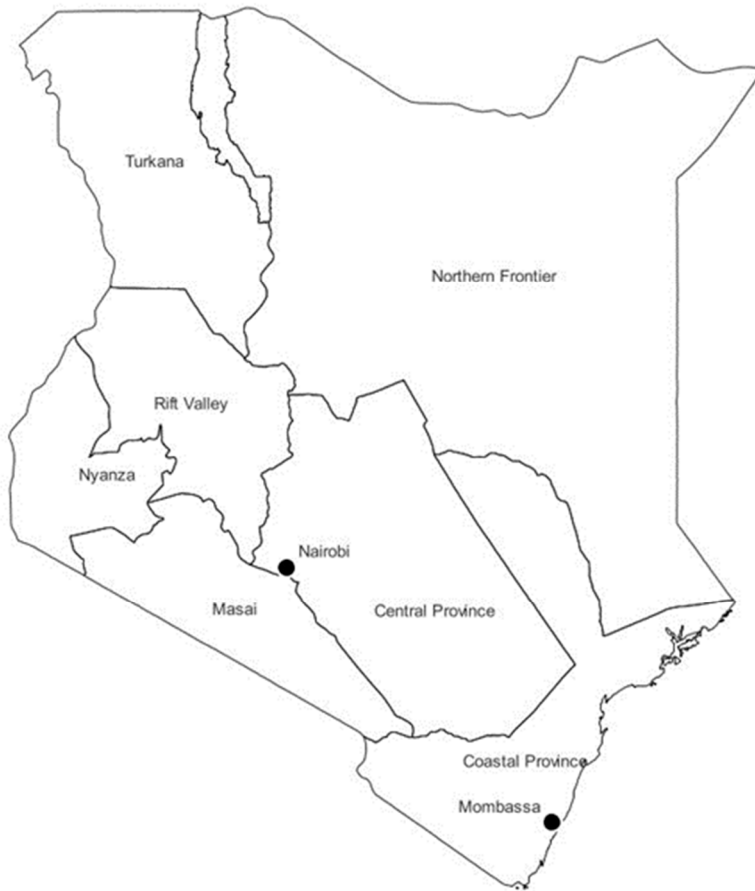 Turkana
Northern Frontier
Rift Valley
Nyanza
Nairobi
Masai
Central Province
Coastal Province
Mombassa